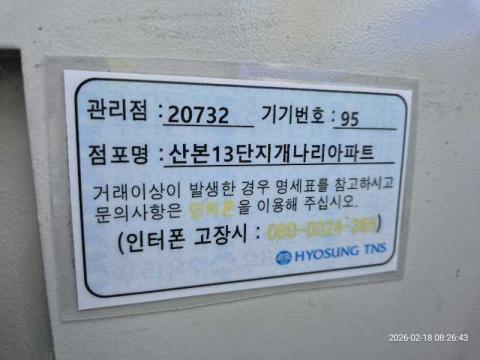 관리점 : 20732 기기번호 : 95
점포명 : 산본13단지개나리아파트
거래이상이 발생한 경우 명세표를 참고하시고
문의사항은 인터폰을 이용해 주십시오.
(인터폰 고장시 : 080-0024-365)
HYOSUNG TNS
2026-02-18 08:26:43